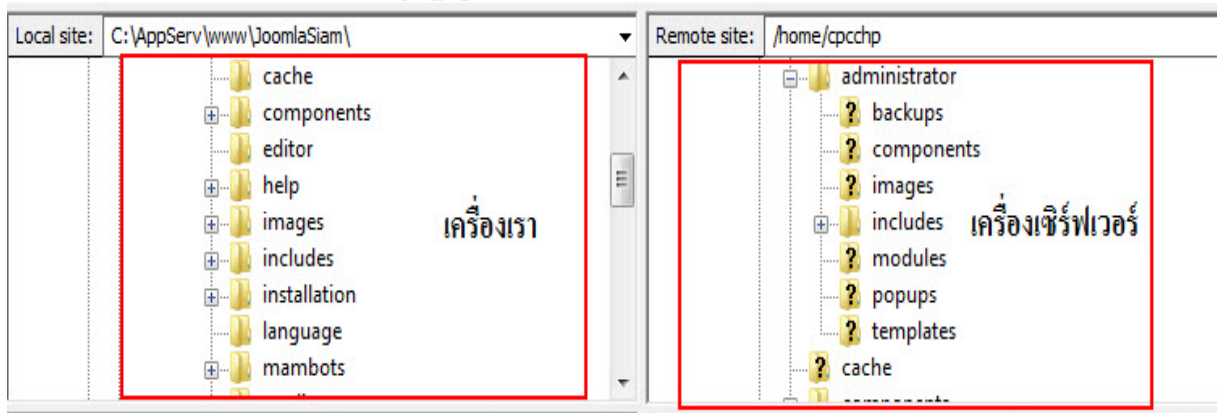 Local site: C:\AppServ\www\JoomlaSiam\
cache
components
editor
help
images
includes
installation
language
mambots
เครื่องเรา
Remote site: /home/cpcchp
administrator
backups
components
images
includes
modules
popups
templates
cache
components
เครื่องเซิร์ฟเวอร์